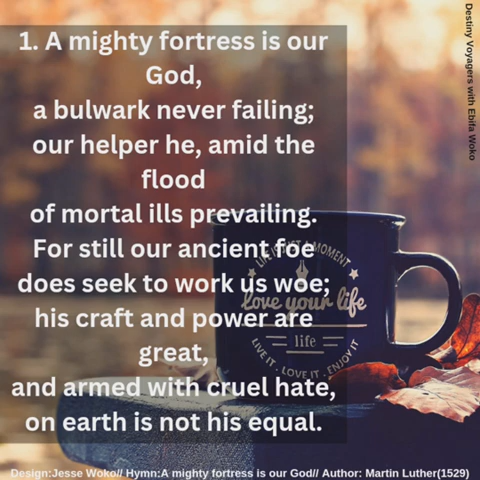 1. A mighty fortress is our
God,
a bulwark never failing;
our helper he, amid the
flood
of mortal ills prevailing.
For still our ancient foe
does seek to work us woe;
his craft and power are
great,
and armed with cruel hate,
on earth is not his equal.
Destiny Voyagers with Ebifa Woko
love your life
life
LIVE IT . LOVE IT . ENJOY IT
Design:Jesse Woko// Hymn:A mighty fortress is our God// Author: Martin Luther(1529)